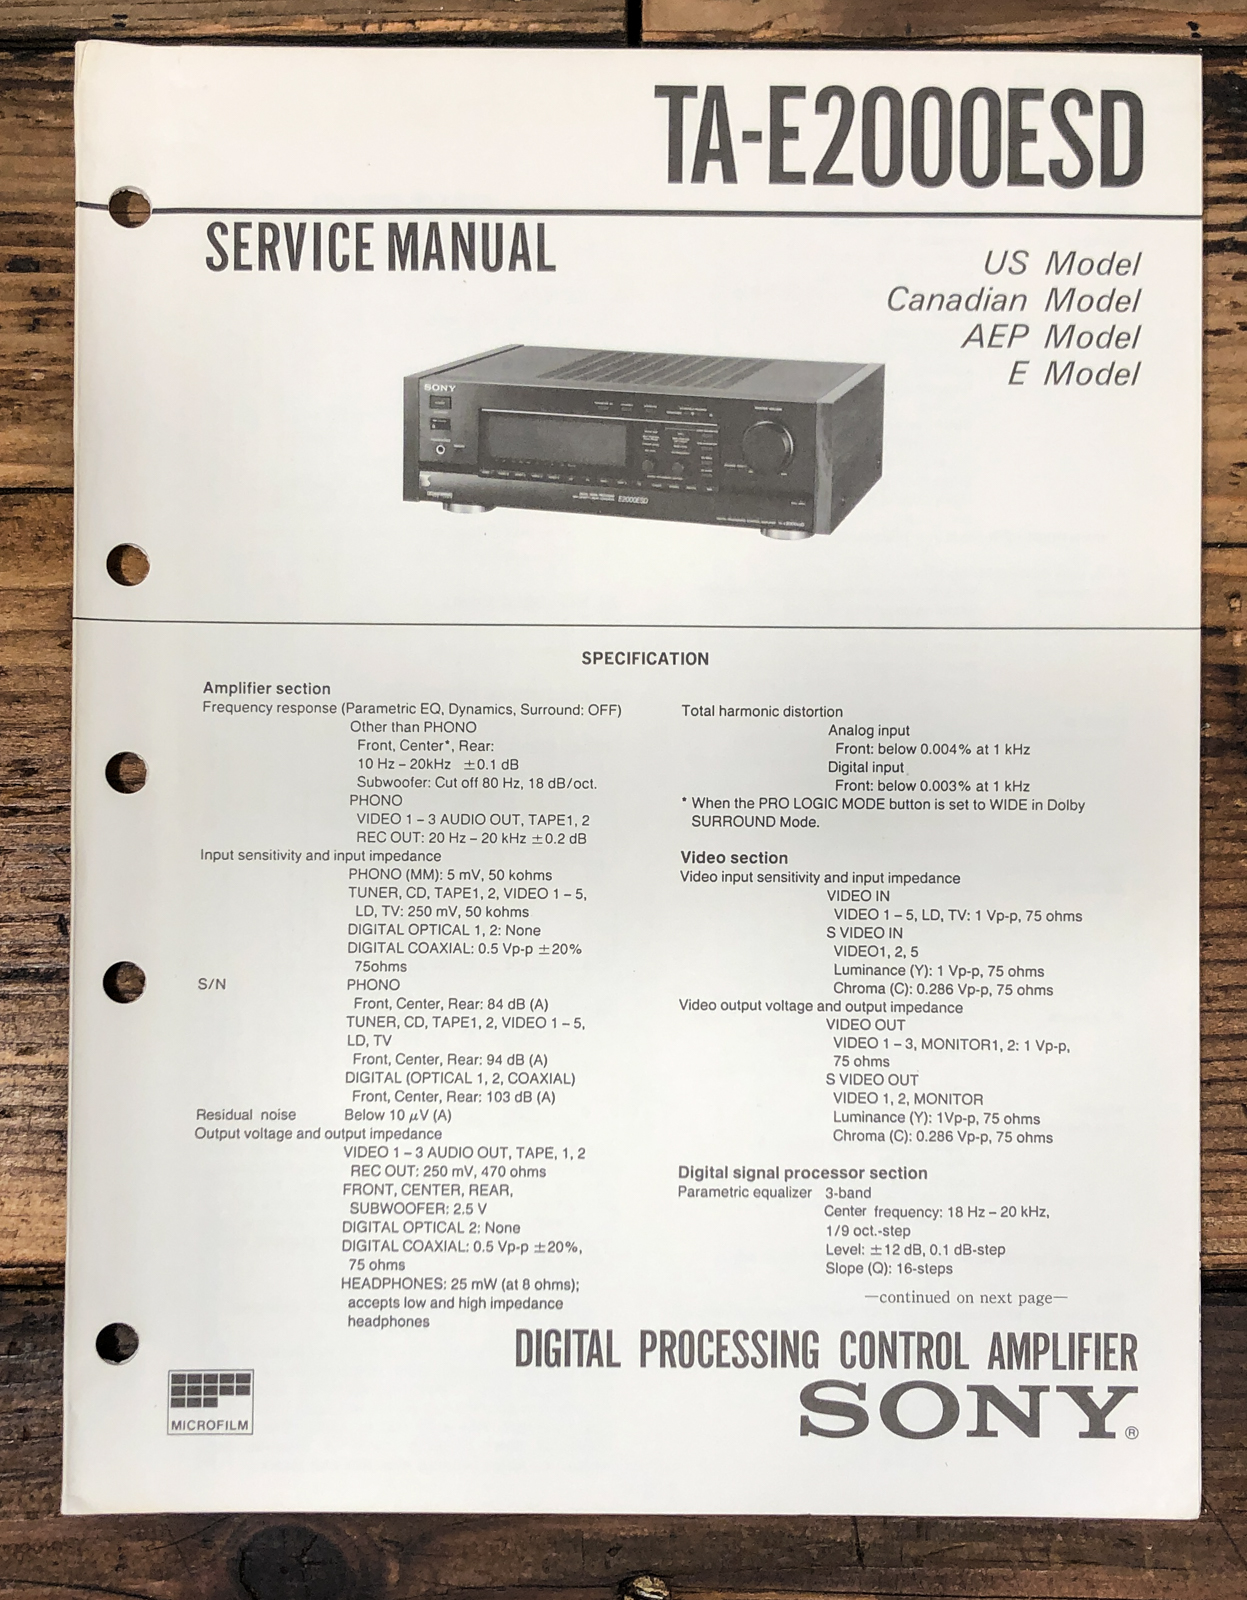 TA-E2000ESD
SERVICE MANUAL
US Model
Canadian Model
AEP Model
E Model
SONY
E2000ESD
SPECIFICATION
Amplifier section
Frequency response (Parametric EQ, Dynamics, Surround: OFF)
Other than PHONO
Front, Center*, Rear:
10 Hz – 20kHz ±0.1 dB
Subwoofer: Cut off 80 Hz, 18 dB/oct.
PHONO
VIDEO 1 – 3 AUDIO OUT, TAPE1, 2
REC OUT: 20 Hz – 20 kHz ±0.2 dB
Input sensitivity and input impedance
PHONO (MM): 5 mV, 50 kohms
TUNER, CD, TAPE1, 2, VIDEO 1 – 5,
LD, TV: 250 mV, 50 kohms
DIGITAL OPTICAL 1, 2: None
DIGITAL COAXIAL: 0.5 Vp-p ±20%
75ohms
S/N PHONO
Front, Center, Rear: 84 dB (A)
TUNER, CD, TAPE1, 2, VIDEO 1 – 5,
LD, TV
Front, Center, Rear: 94 dB (A)
DIGITAL (OPTICAL 1, 2, COAXIAL)
Front, Center, Rear: 103 dB (A)
Residual noise Below 10 μV (A)
Output voltage and output impedance
VIDEO 1 – 3 AUDIO OUT, TAPE, 1, 2
REC OUT: 250 mV, 470 ohms
FRONT, CENTER, REAR,
SUBWOOFER: 2.5 V
DIGITAL OPTICAL 2: None
DIGITAL COAXIAL: 0.5 Vp-p ±20%,
75 ohms
HEADPHONES: 25 mW (at 8 ohms);
accepts low and high impedance
headphones
Total harmonic distortion
Analog input
Front: below 0.004% at 1 kHz
Digital input
Front: below 0.003% at 1 kHz
* When the PRO LOGIC MODE button is set to WIDE in Dolby
SURROUND Mode.
Video section
Video input sensitivity and input impedance
VIDEO IN
VIDEO 1 – 5, LD, TV: 1 Vp-p, 75 ohms
S VIDEO IN
VIDEO1, 2, 5
Luminance (Y): 1 Vp-p, 75 ohms
Chroma (C): 0.286 Vp-p, 75 ohms
Video output voltage and output impedance
VIDEO OUT
VIDEO 1 – 3, MONITOR1, 2: 1 Vp-p,
75 ohms
S VIDEO OUT
VIDEO 1, 2, MONITOR
Luminance (Y): 1Vp-p, 75 ohms
Chroma (C): 0.286 Vp-p, 75 ohms
Digital signal processor section
Parametric equalizer 3-band
Center frequency: 18 Hz – 20 kHz,
1/9 oct.-step
Level: ±12 dB, 0.1 dB-step
Slope (Q): 16-steps
—continued on next page—
DIGITAL PROCESSING CONTROL AMPLIFIER
SONY®
MICROFILM